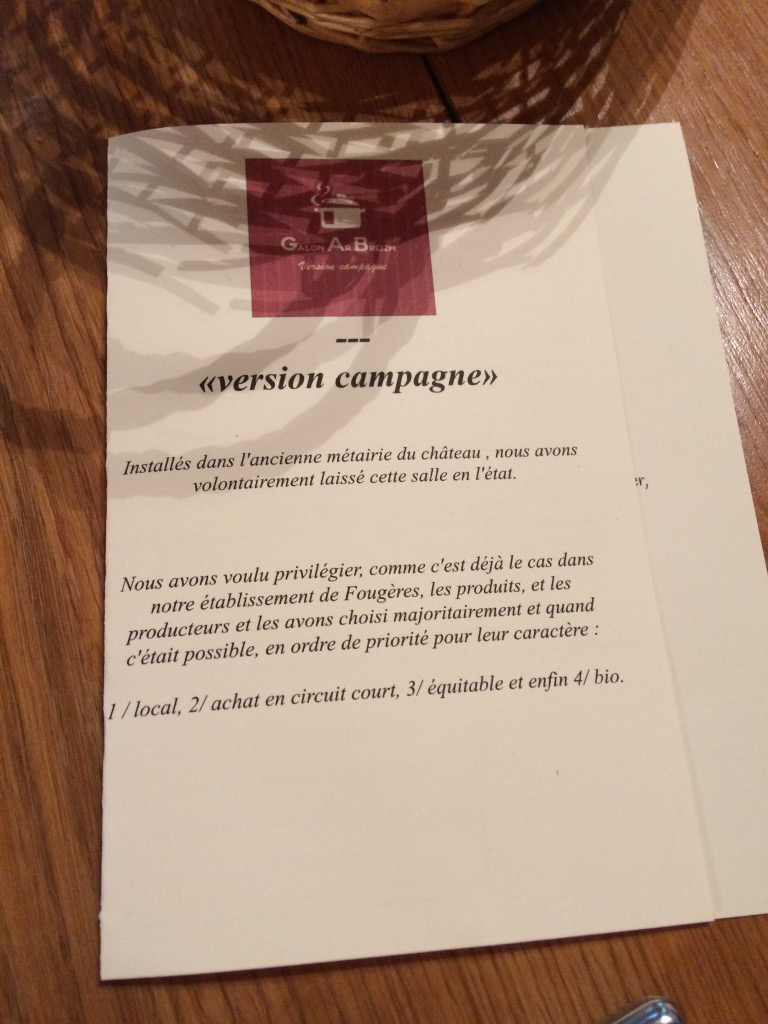 GALON AR BREIZH
Version campagne
---
«version campagne»
Installés dans l'ancienne métairie du château , nous avons
volontairement laissé cette salle en l'état.
er,
Nous avons voulu privilégier, comme c'est déjà le cas dans
notre établissement de Fougères, les produits, et les
producteurs et les avons choisi majoritairement et quand
c'était possible, en ordre de priorité pour leur caractère :
1 / local, 2/ achat en circuit court, 3/ équitable et enfin 4/ bio.